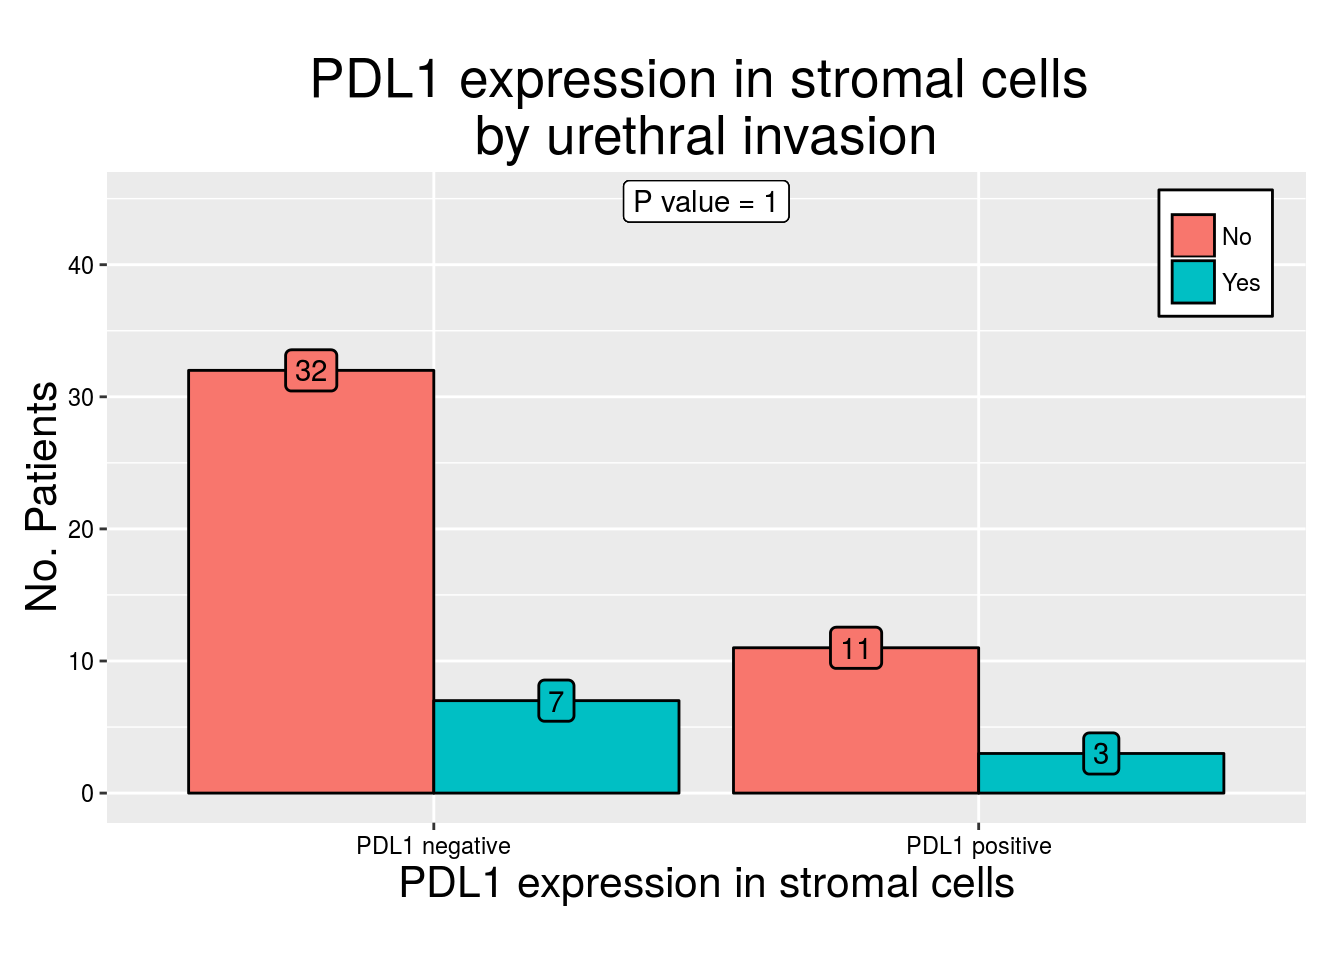 PDL1 expression in stromal cells
by urethral invasion
P value = 1
No
Yes
40
30
20
10
0
No. Patients
32
7
11
3
PDL1 negative
PDL1 positive
PDL1 expression in stromal cells